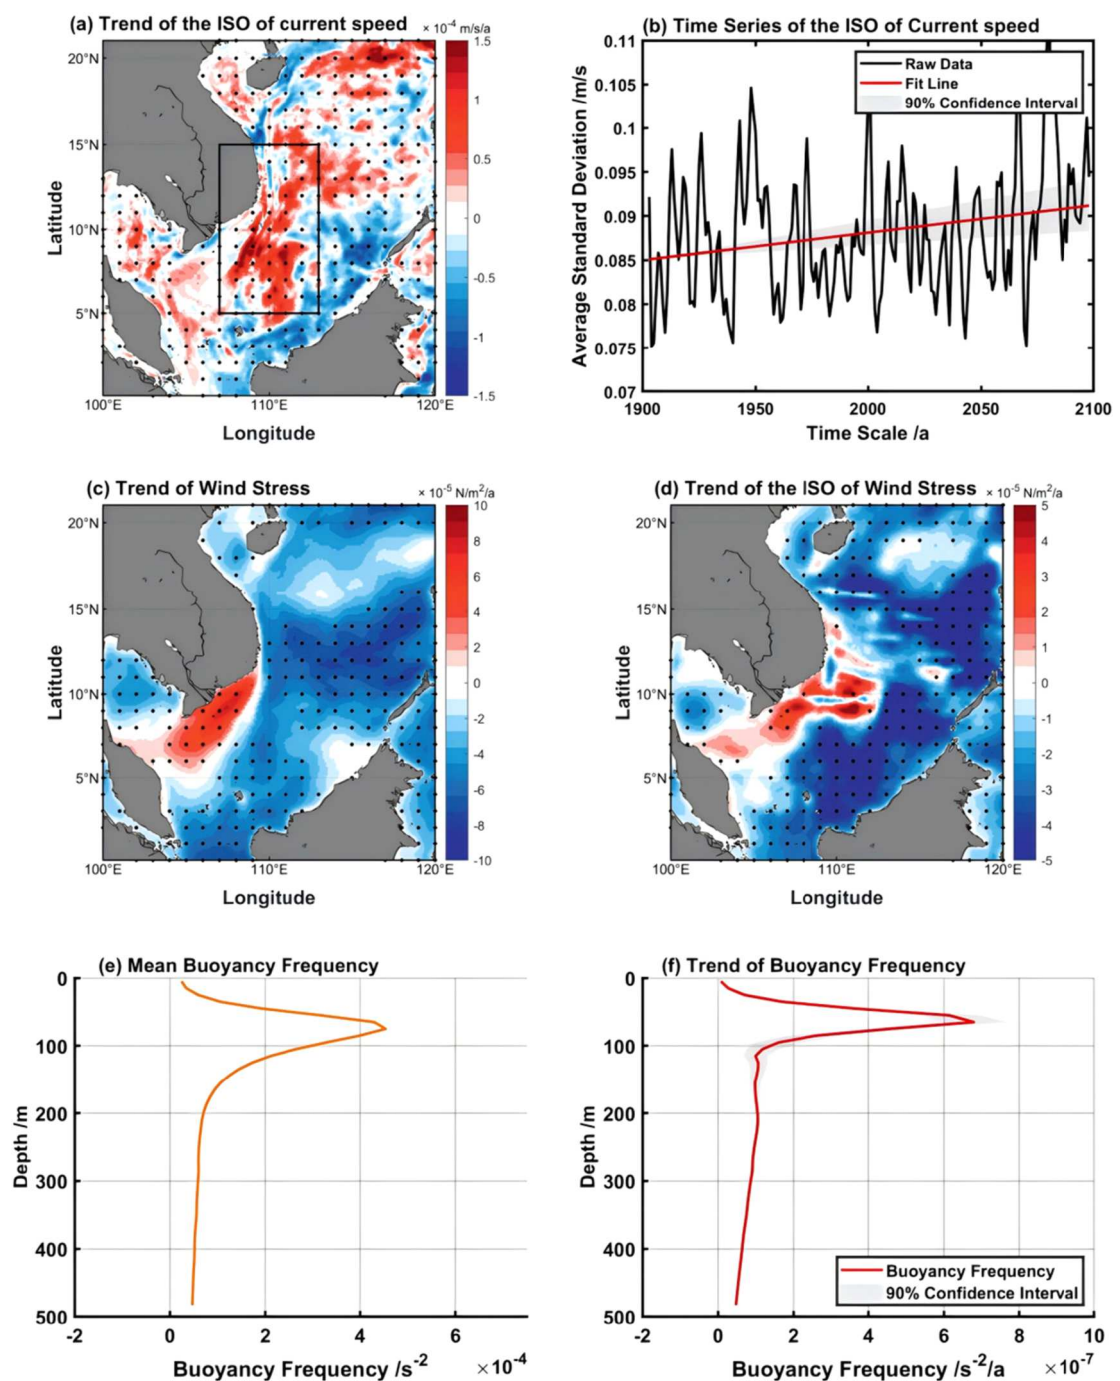 (a) Trend of the ISO of current speed
× 10⁻⁴ m/s/a
20°N
15°N
10°N
5°N
Latitude
100°E
110°E
120°E
Longitude
1.5
1
0.5
0
-0.5
-1
-1.5
(b) Time Series of the ISO of Current speed
Raw Data
Fit Line
90% Confidence Interval
0.11
0.105
0.1
0.095
0.09
0.085
0.08
0.075
0.07
Average Standard Deviation /m/s
1900
1950
2000
2050
2100
Time Scale /a
(c) Trend of Wind Stress
× 10⁻⁵ N/m²/a
20°N
15°N
10°N
5°N
Latitude
100°E
110°E
120°E
Longitude
10
8
6
4
2
0
-2
-4
-6
-8
-10
(d) Trend of the ISO of Wind Stress
× 10⁻⁵ N/m²/a
20°N
15°N
10°N
5°N
Latitude
100°E
110°E
120°E
Longitude
5
4
3
2
1
0
-1
-2
-3
-4
-5
(e) Mean Buoyancy Frequency
0
100
200
300
400
500
Depth /m
-2
0
2
4
6
Buoyancy Frequency /s⁻²
×10⁻⁴
(f) Trend of Buoyancy Frequency
0
100
200
300
400
500
Depth /m
Buoyancy Frequency
90% Confidence Interval
-2
0
2
4
6
8
10
Buoyancy Frequency /s⁻²/a
×10⁻⁷